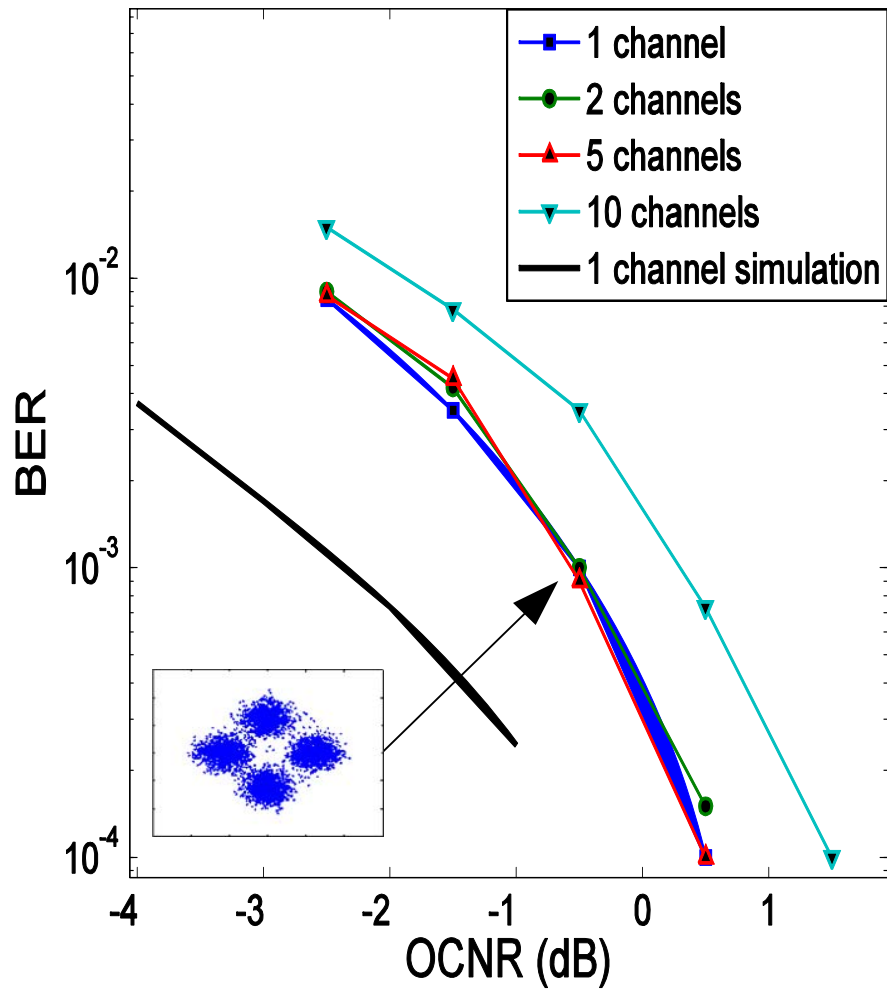 1 channel
2 channels
5 channels
10 channels
1 channel simulation
BER
10-2
10-3
10-4
-4 -3 -2 -1 0 1
OCNR (dB)